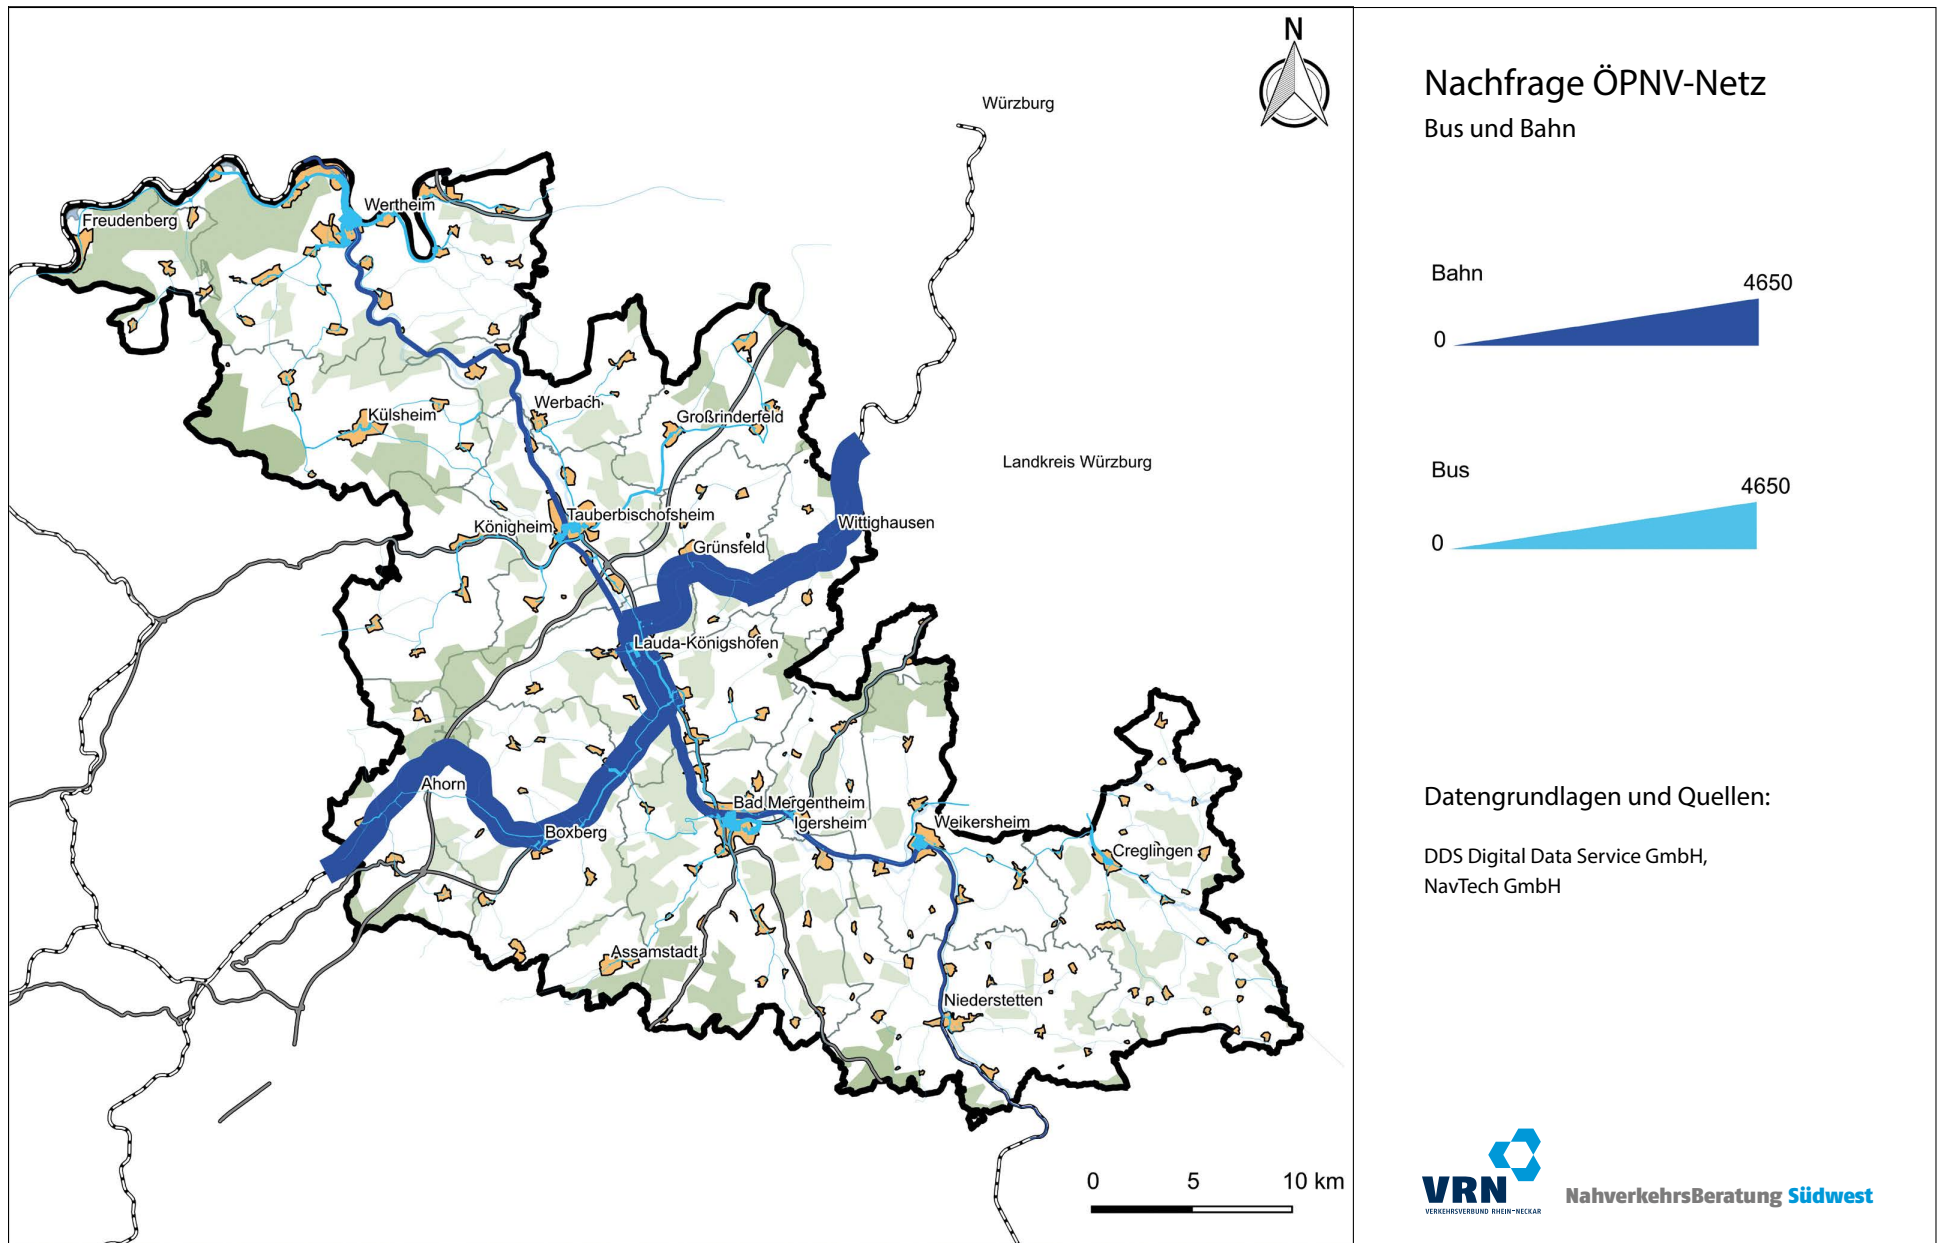 N
Würzburg
Freudenberg
Wertheim
Werbach
Külsheim
Großrinderfeld
Landkreis Würzburg
Königheim
Tauberbischofsheim
Wittighausen
Grünsfeld
Lauda-Königshofen
Ahorn
Boxberg
Bad Mergentheim
Igersheim
Weikersheim
Creglingen
Assamstadt
Niederstetten
0 5 10 km
Nachfrage ÖPNV-Netz
Bus und Bahn
Bahn
4650
0
Bus
4650
0
Datengrundlagen und Quellen:
DDS Digital Data Service GmbH,
NavTech GmbH
VRN
VERKEHRSVERBUND RHEIN-NECKAR
NahverkehrsBeratung Südwest